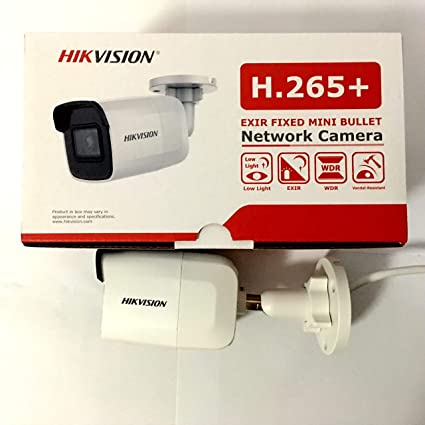 HIKVISION
H.265+
EXIR FIXED MINI BULLET
Network Camera
HIKVISION
Low
Light
WDR
Low Light
EXIR
WDR
Vandal Resistant
Product in box may vary in
appearance and specifications.
www.hikvision.com
HIKVISION